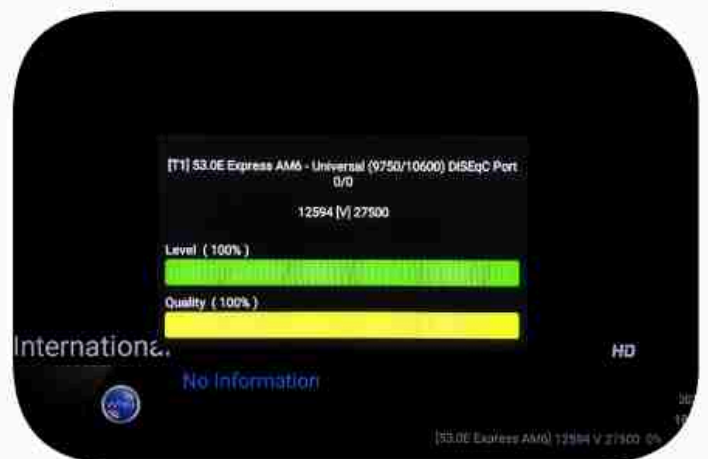 [T1] 53.0E Express AM6 - Universal (9750/10600) DiSEqC Port
0/0
12594 [V] 27500
Level ( 100% )
Quality ( 100% )
Internationa
HD
No Information
[53.0E Express AM6] 12594 V 27500 0%